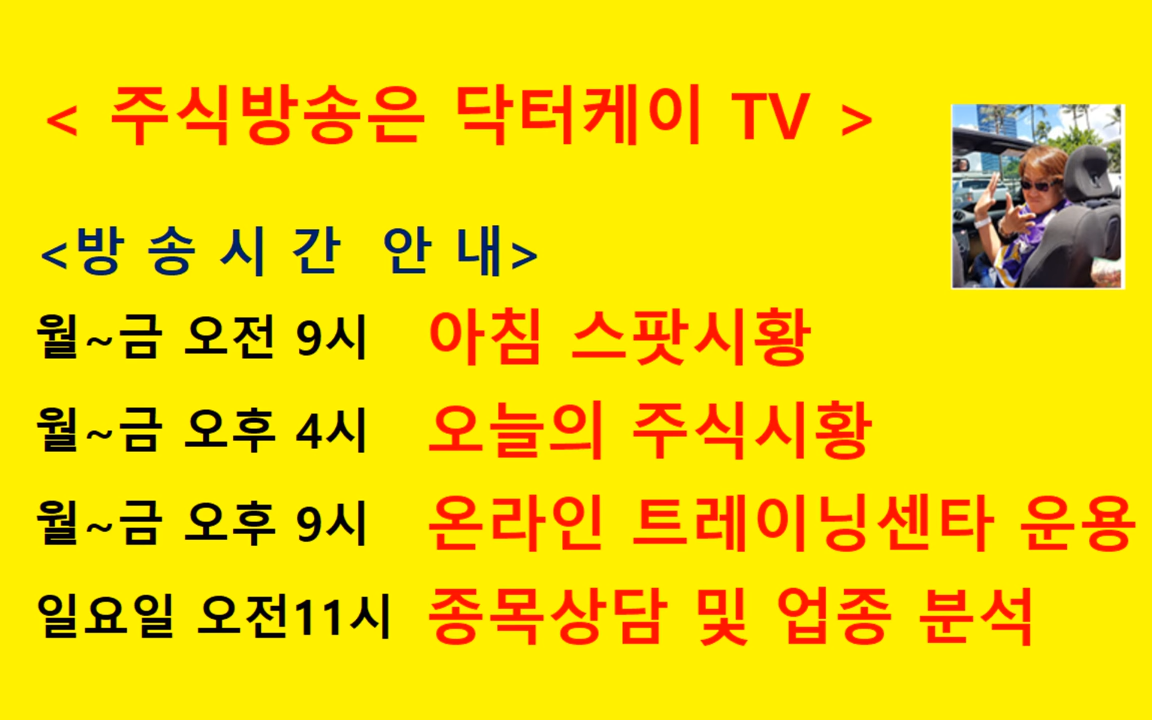 < 주식방송은 닥터케이 TV >
<방 송 시 간  안 내>
월~금 오전 9시 아침 스팟시황
월~금 오후 4시 오늘의 주식시황
월~금 오후 9시 온라인 트레이닝센타 운용
일요일 오전11시 종목상담 및 업종 분석